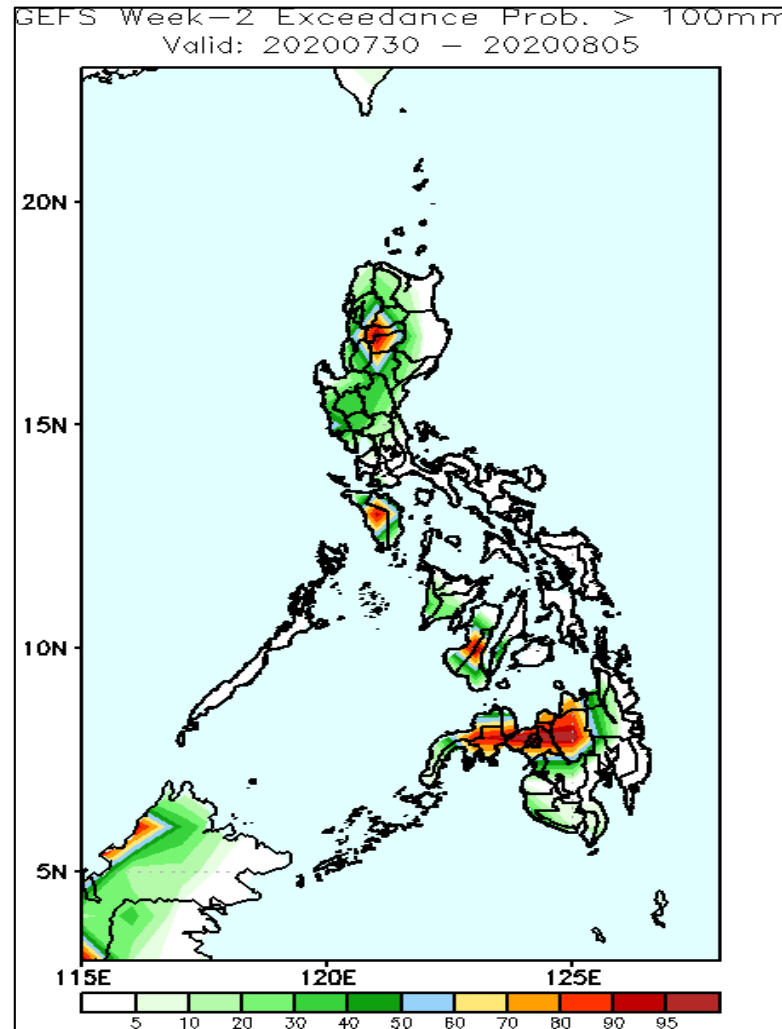 GEFS Week-2 Exceedance Prob. > 100mm
Valid: 20200730 - 20200805
20N
15N
10N
5N
115E 120E 125E
5 10 20 30 40 50 60 70 80 90 95